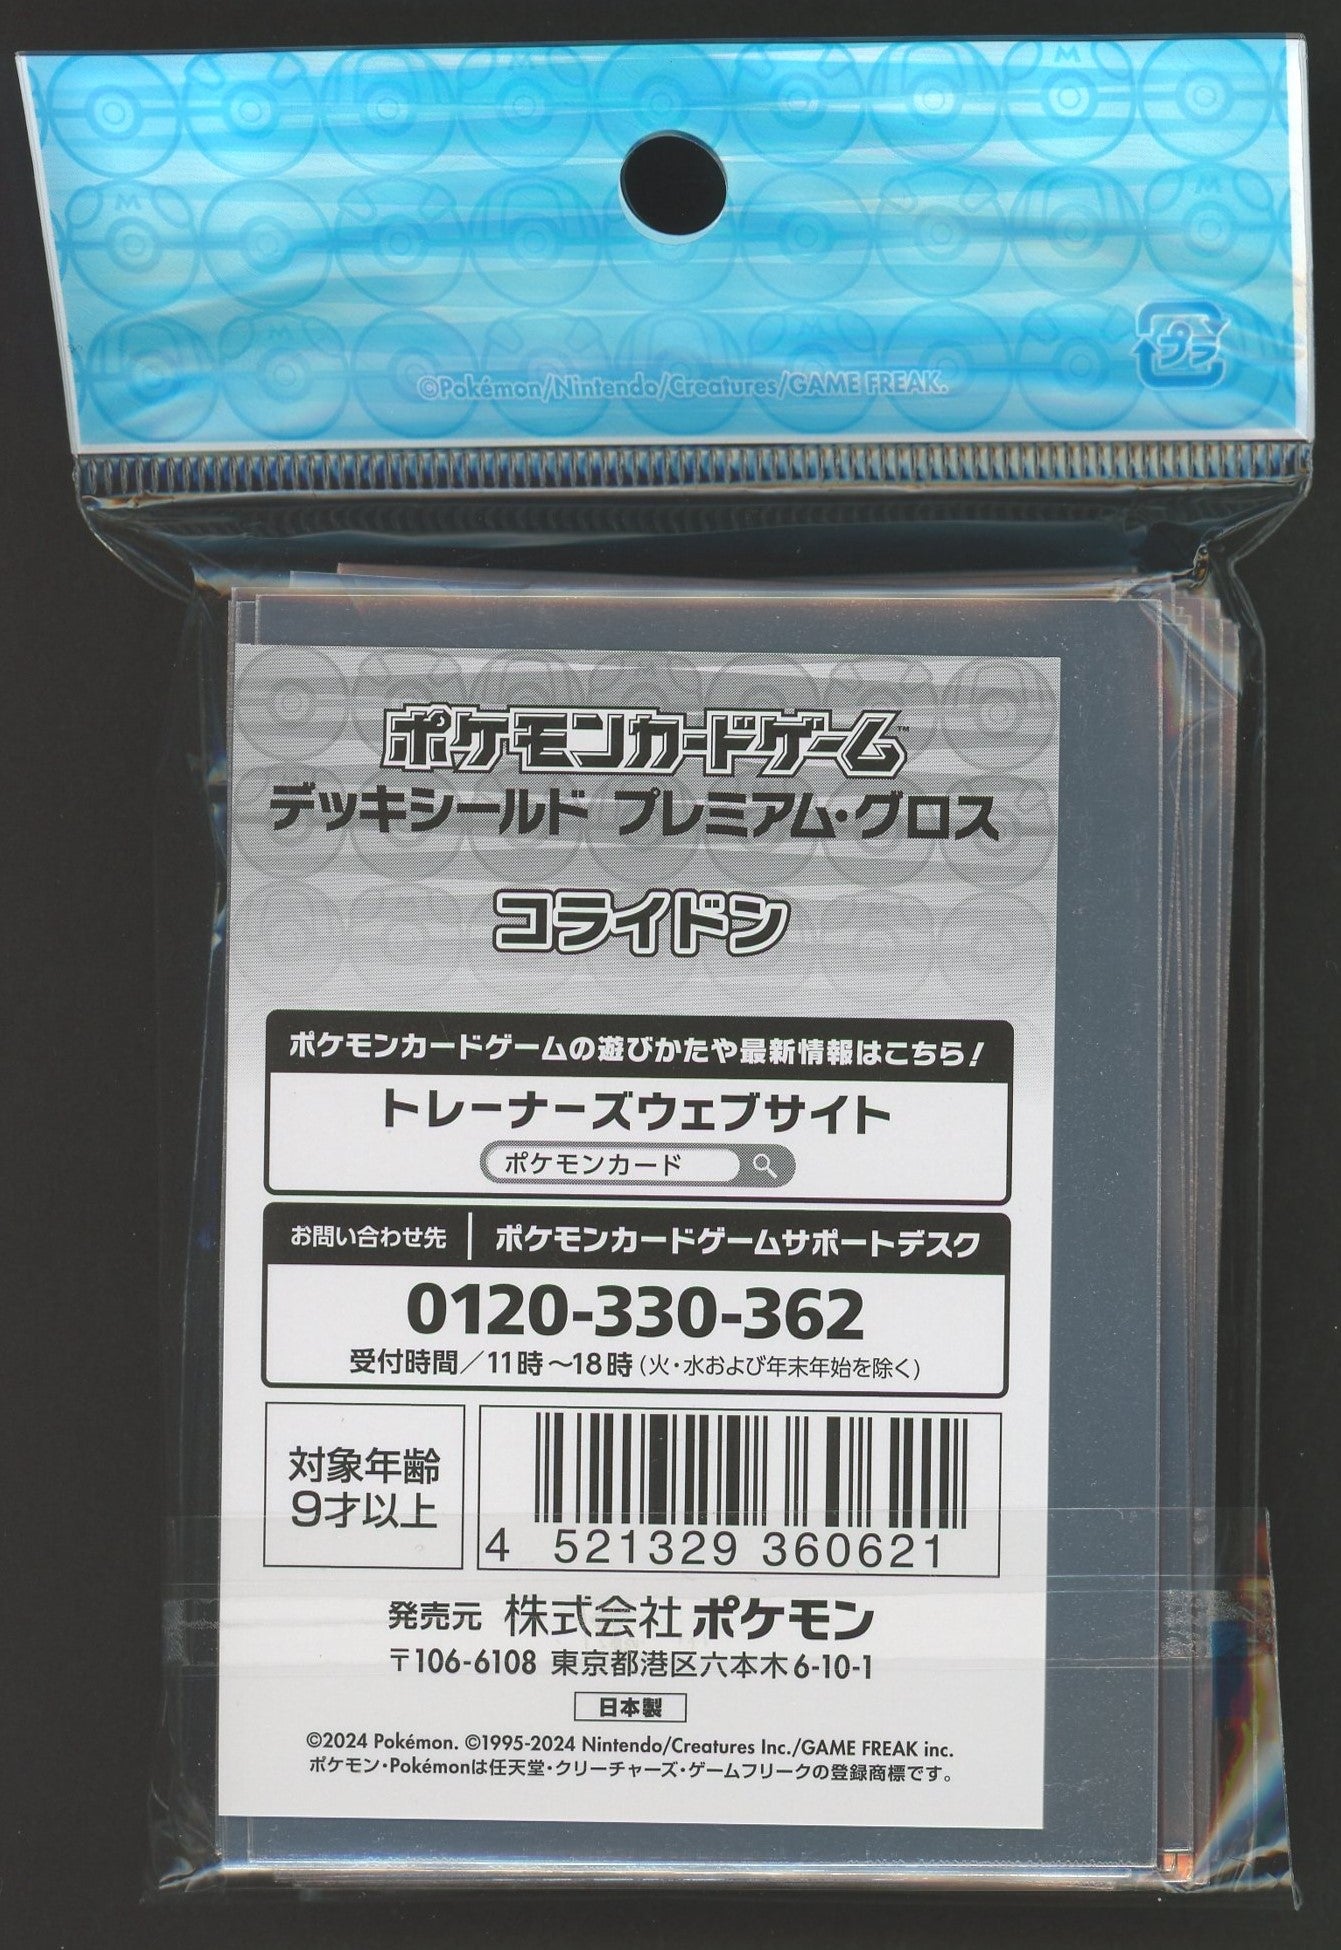 ©Pokémon/Nintendo/Creatures/GAME FREAK.
プラ
ポケモンカードゲーム™
デッキシールド プレミアム・グロス
コライドン
ポケモンカードゲームの遊びかたや最新情報はこちら!
トレーナーズウェブサイト
ポケモンカード
お問い合わせ先 ポケモンカードゲームサポートデスク
0120-330-362
受付時間／11時～18時(火・水および年末年始を除く)
対象年齢
9才以上
4 521329 360621
発売元 株式会社ポケモン
〒106-6108 東京都港区六本木6-10-1
日本製
©2024 Pokémon. ©1995-2024 Nintendo/Creatures Inc./GAME FREAK inc.
ポケモン・Pokémonは任天堂・クリーチャーズ・ゲームフリークの登録商標です。